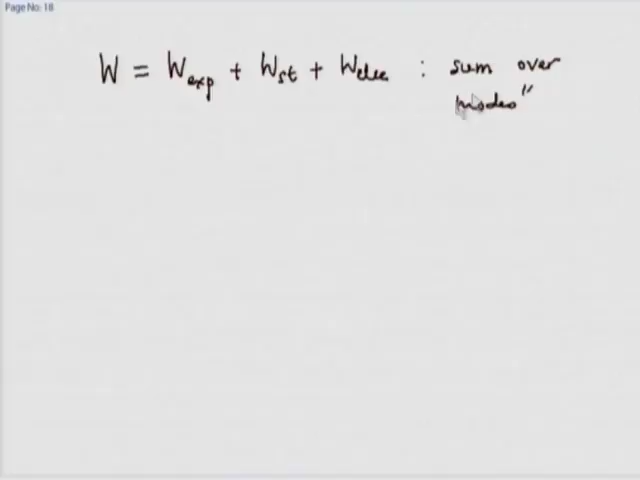 Page No: 18
W = W_exp + W_st + W_elec : sum over
modes"